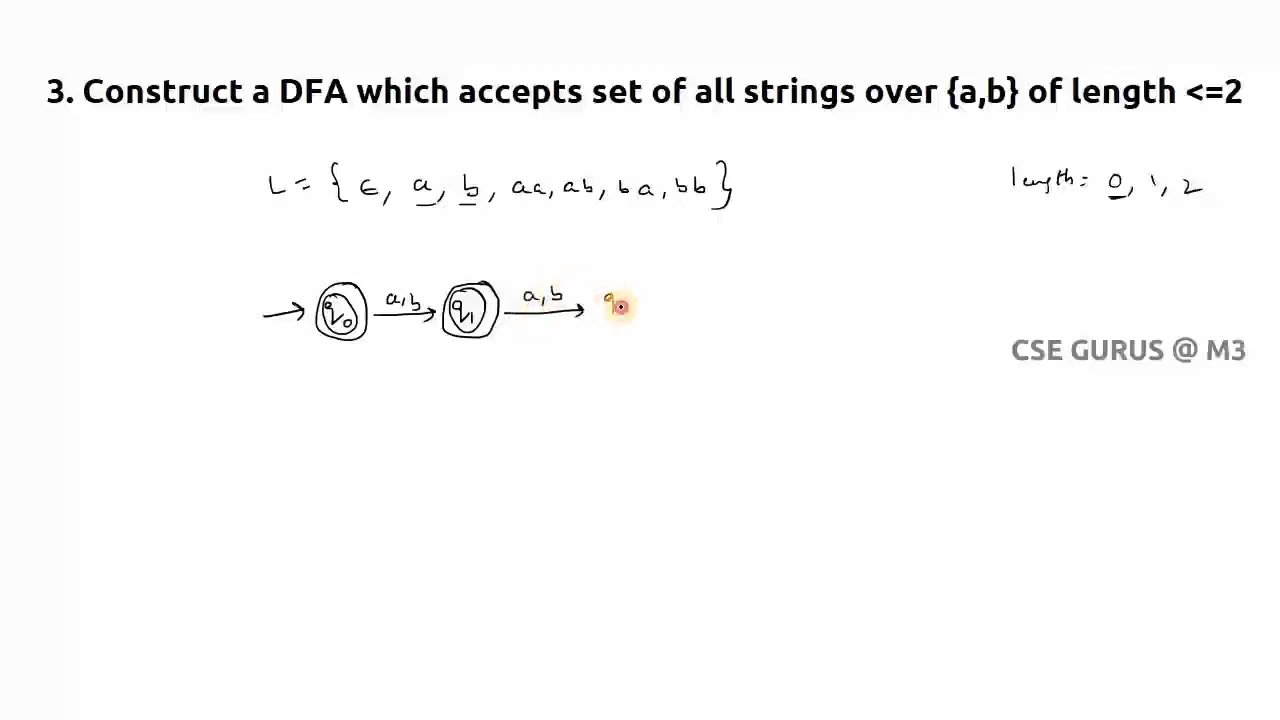 3. Construct a DFA which accepts set of all strings over {a,b} of length <=2
L = { ϵ, a, b, aa, ab, ba, bb }
length: 0, 1, 2
a,b a,b
q0 q1 q
CSE GURUS @ M3